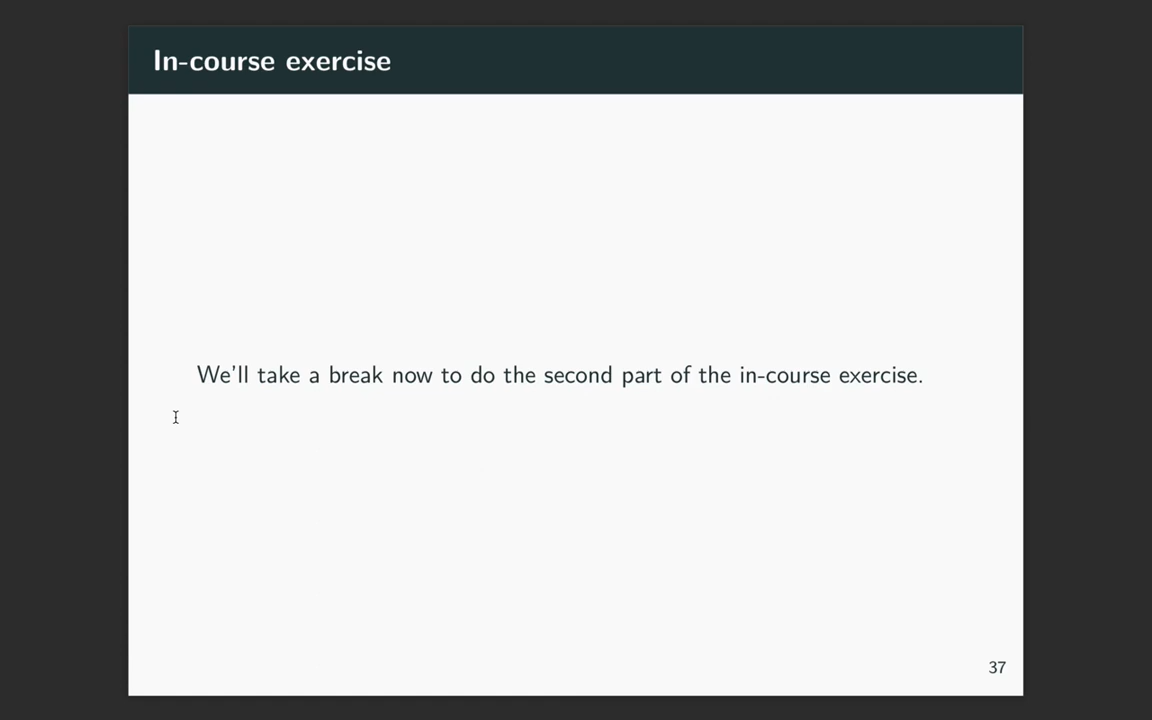 In-course exercise
We'll take a break now to do the second part of the in-course exercise.
37